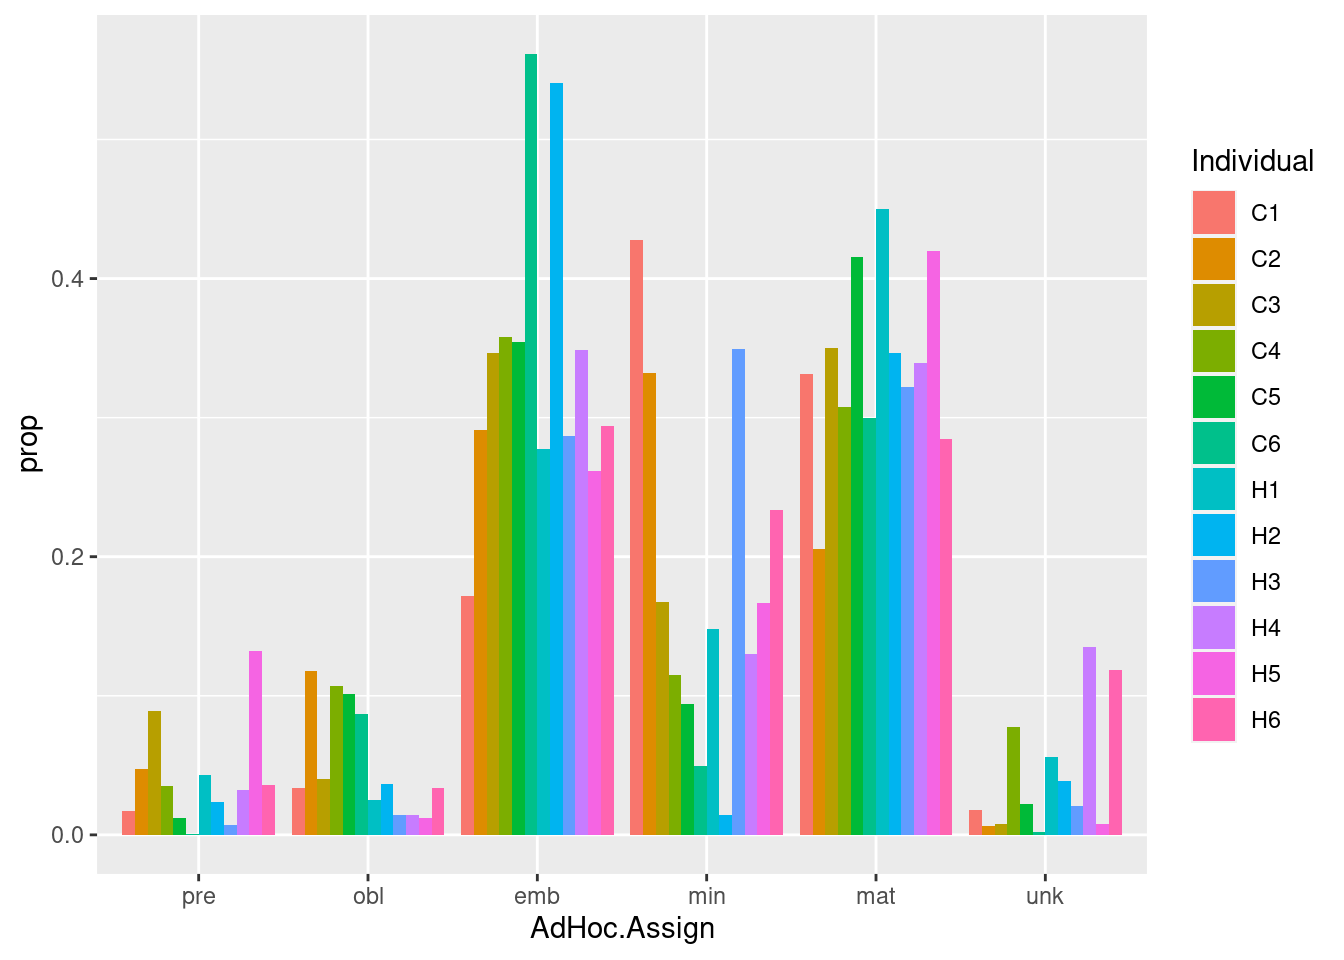 prop
0.4
0.2
0.0
pre obl emb min mat unk
AdHoc.Assign
Individual
C1
C2
C3
C4
C5
C6
H1
H2
H3
H4
H5
H6